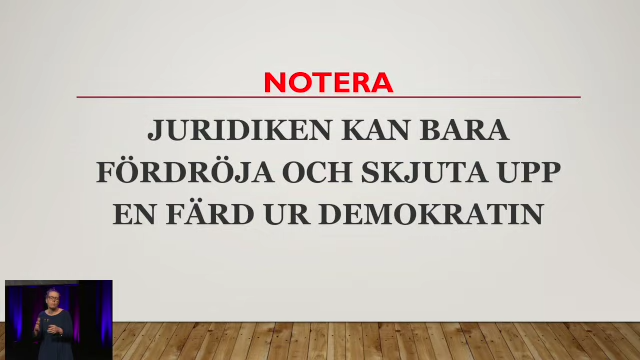 NOTERA
JURIDIKEN KAN BARA
FÖRDRÖJA OCH SKJUTA UPP
EN FÄRD UR DEMOKRATIN